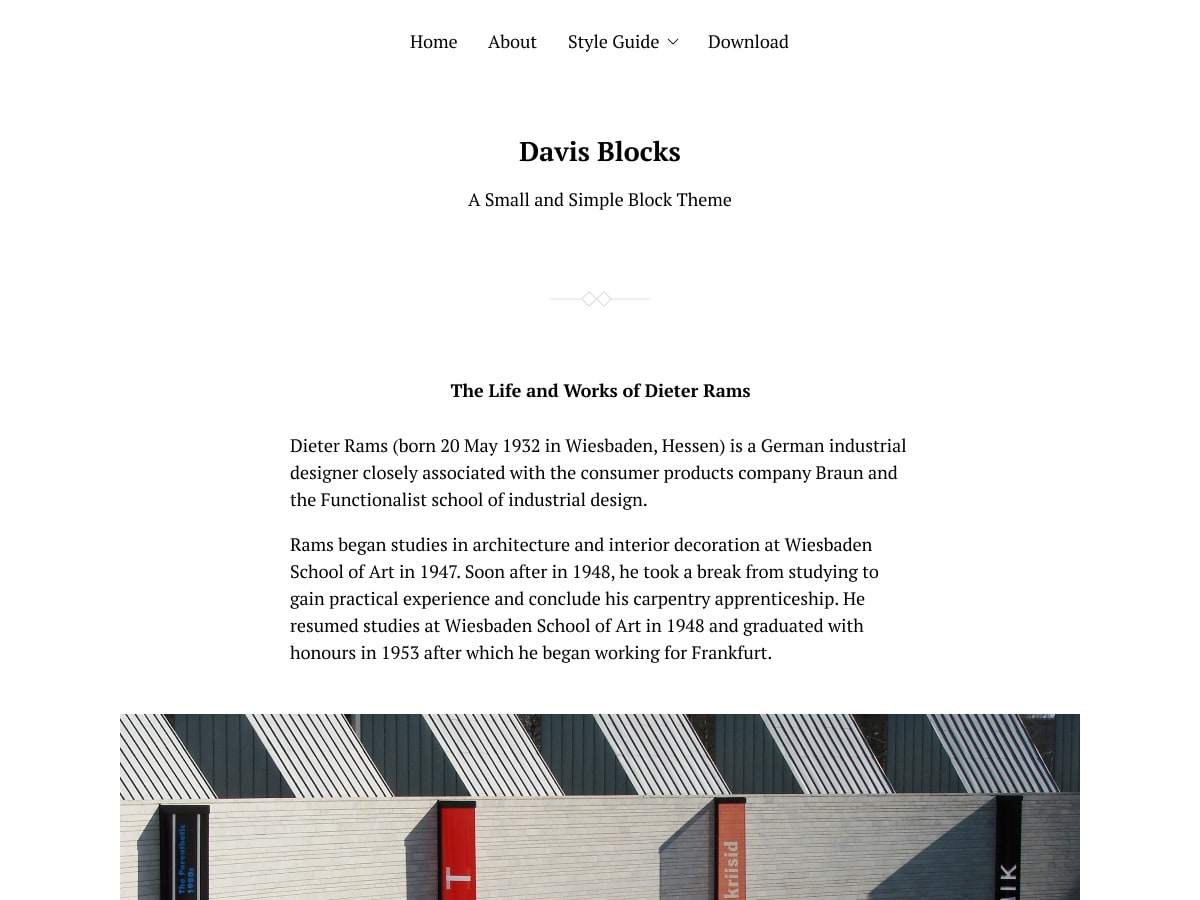 Home About Style Guide Download
Davis Blocks
A Small and Simple Block Theme
The Life and Works of Dieter Rams
Dieter Rams (born 20 May 1932 in Wiesbaden, Hessen) is a German industrial
designer closely associated with the consumer products company Braun and
the Functionalist school of industrial design.
Rams began studies in architecture and interior decoration at Wiesbaden
School of Art in 1947. Soon after in 1948, he took a break from studying to
gain practical experience and conclude his carpentry apprenticeship. He
resumed studies at Wiesbaden School of Art in 1948 and graduated with
honours in 1953 after which he began working for Frankfurt.
The Parenthetic
1980s
T
kriisid
IK